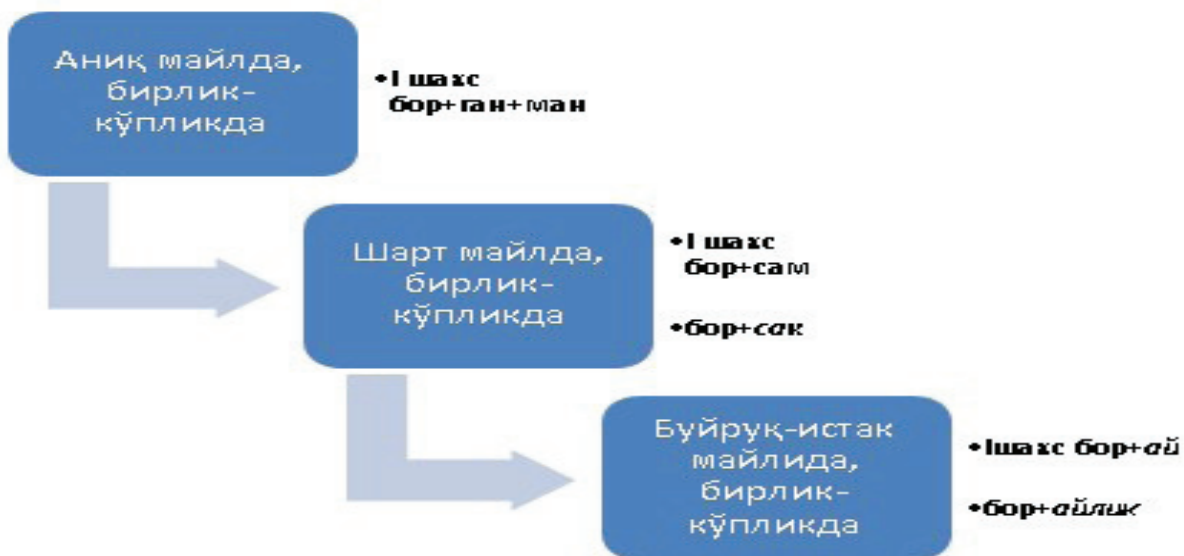 Аниқ майлда,
бирлик-
кўпликда
•I шахс
бор+ган+ман
Шарт майлда,
бирлик-
кўпликда
•I шахс
бор+сам
•бор+сак
Буйруқ-истак
майлида,
бирлик-
кўпликда
•Iшахс бор+ай
•бор+айлик